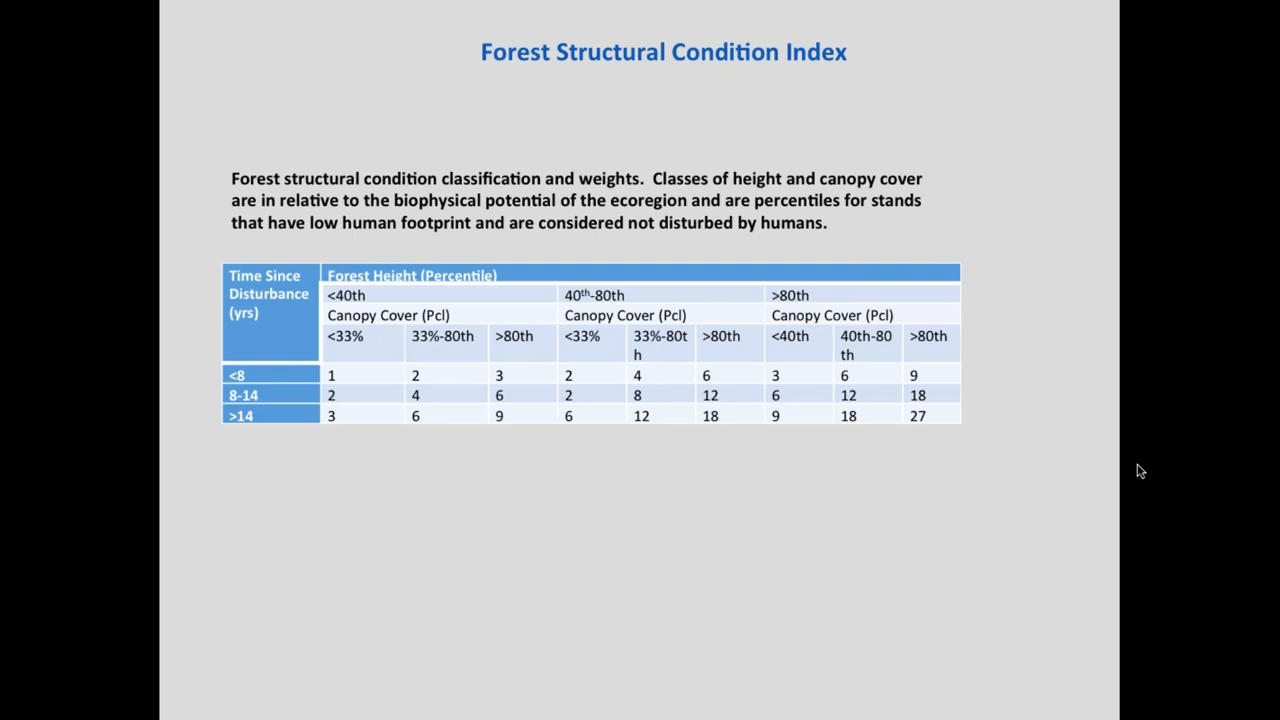 Forest Structural Condition Index
Forest structural condition classification and weights. Classes of height and canopy cover
are in relative to the biophysical potential of the ecoregion and are percentiles for stands
that have low human footprint and are considered not disturbed by humans.
Time Since Disturbance (yrs) Forest Height (Percentile)
<40th 40th-80th >80th
Canopy Cover (Pcl) Canopy Cover (Pcl) Canopy Cover (Pcl)
<33% 33%-80th >80th <33% 33%-80th >80th <40th 40th-80th >80th
<8 1 2 3 2 4 6 3 6 9
8-14 2 4 6 2 8 12 6 12 18
>14 3 6 9 6 12 18 9 18 27